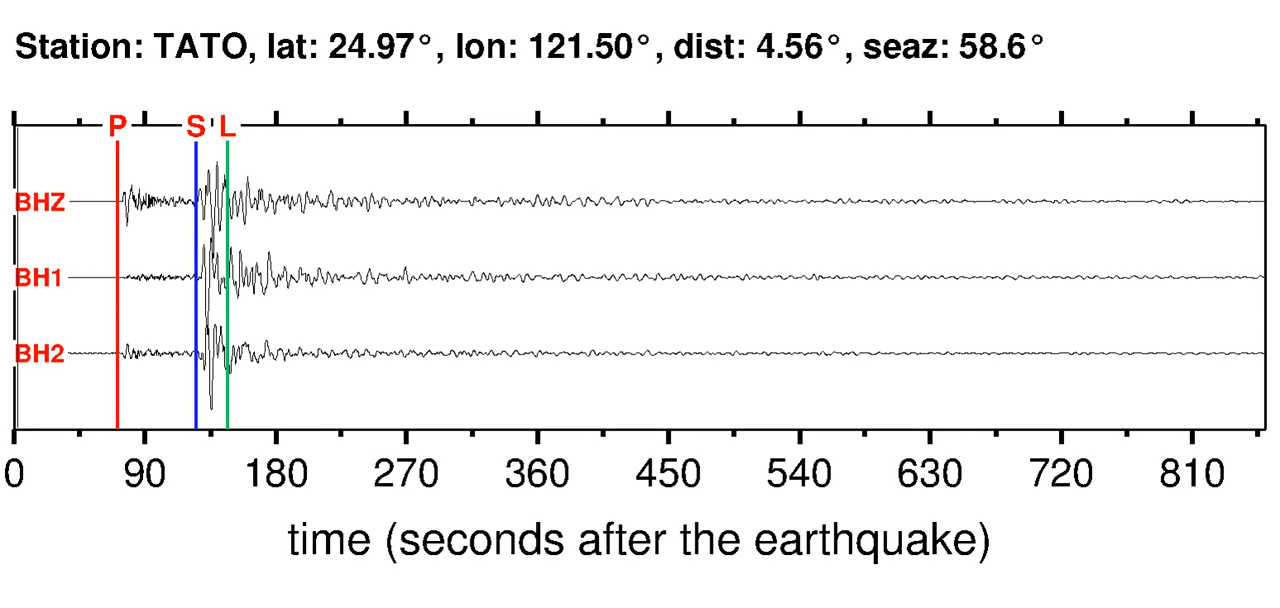 Station: TATO, lat: 24.97°, lon: 121.50°, dist: 4.56°, seaz: 58.6°
P S L
BHZ
BH1
BH2
0 90 180 270 360 450 540 630 720 810
time (seconds after the earthquake)